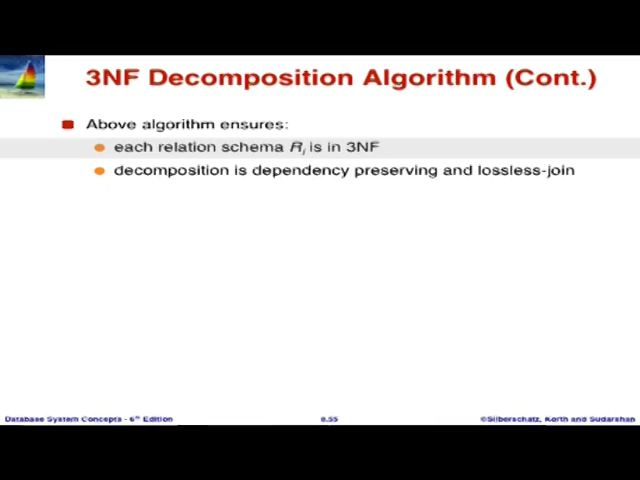 3NF Decomposition Algorithm (Cont.)
Above algorithm ensures:
each relation schema Ri is in 3NF
decomposition is dependency preserving and lossless-join
Database System Concepts - 6th Edition
8.55
©Silberschatz, Korth and Sudarshan